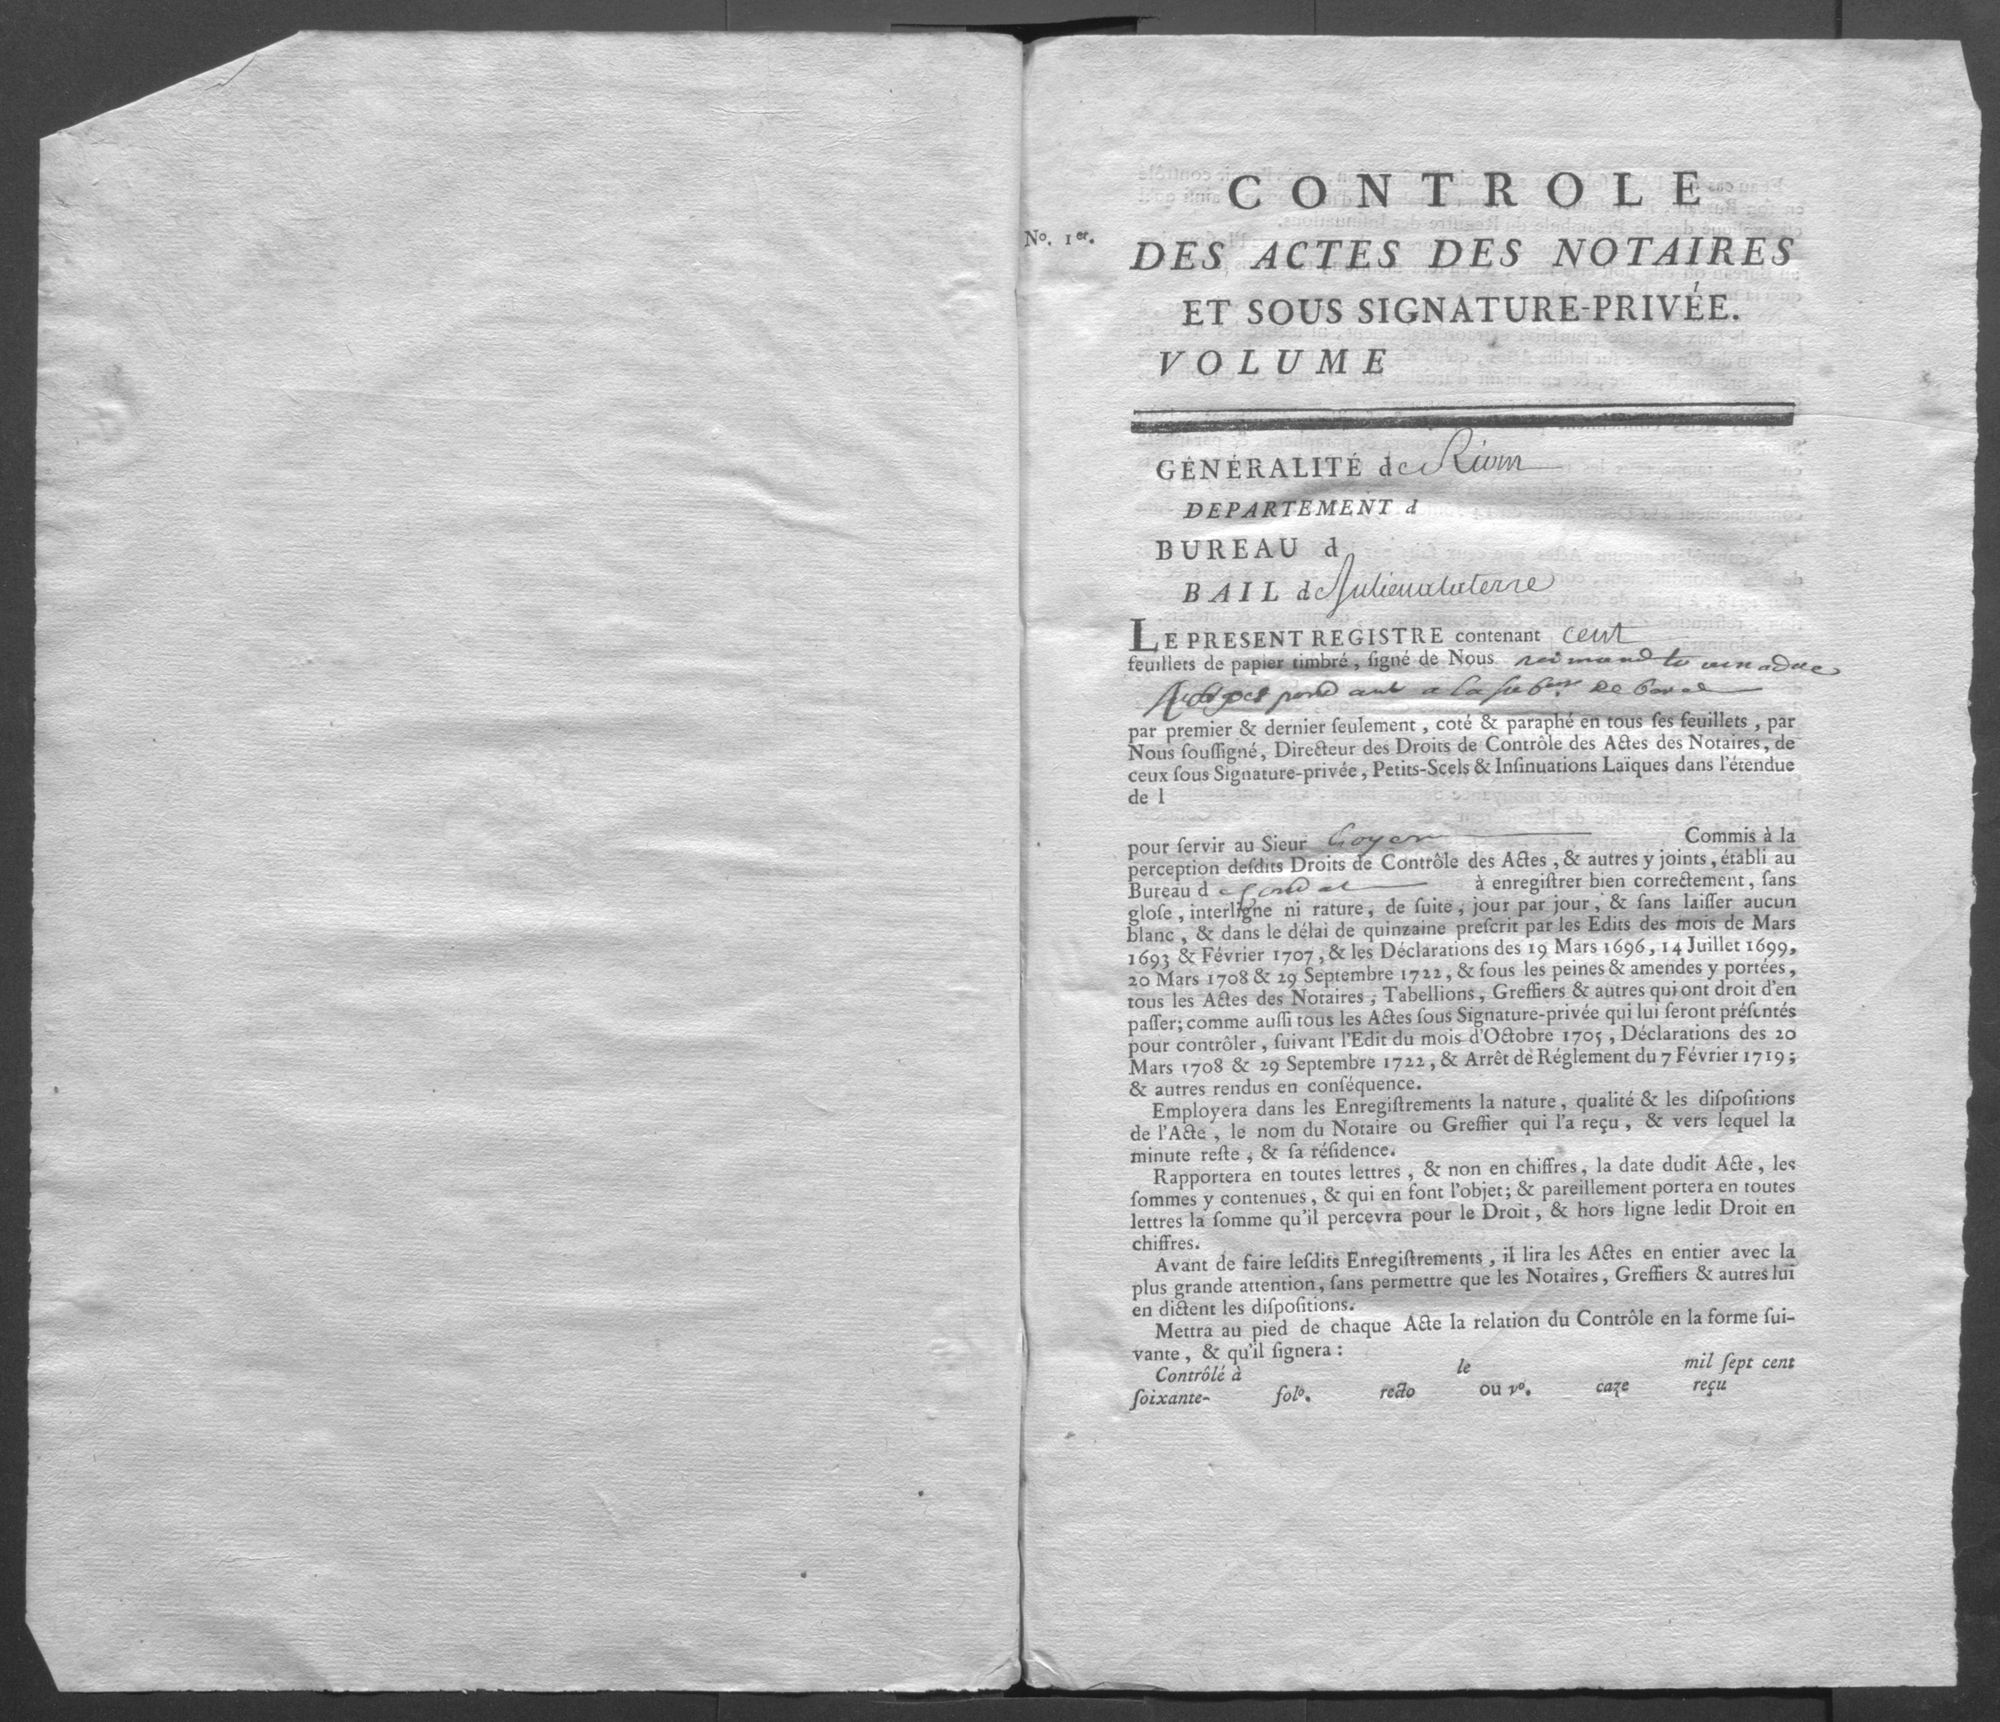 CONTROLE
No. 1er.
DES ACTES DES NOTAIRES
ET SOUS SIGNATURE-PRIVÉE.
VOLUME
GÉNÉRALITÉ de Riom
DEPARTEMENT d
BUREAU d
BAIL de Julienalaterre
LE PRESENT REGISTRE contenant cent
feuillets de papier timbré, ſigné de Nous
a la de
par premier & dernier ſeulement, coté & paraphé en tous ſes feuillets, par
Nous ſouſſigné, Directeur des Droits de Contrôle des Actes des Notaires, de
ceux ſous Signature-privée, Petits-Scels & Inſinuations Laïques dans l'étendue
de l
pour ſervir au Sieur Boyer Commis à la
perception deſdits Droits de Contrôle des Actes, & autres y joints, établi au
Bureau d à enregiſtrer bien correctement, ſans
gloſe, interligne ni rature, de ſuite, jour par jour, & ſans laiſſer aucun
blanc, & dans le délai de quinzaine preſcrit par les Edits des mois de Mars
1693 & Février 1707, & les Déclarations des 19 Mars 1696, 14 Juillet 1699,
20 Mars 1708 & 29 Septembre 1722, & ſous les peines & amendes y portées,
tous les Actes des Notaires, Tabellions, Greffiers & autres qui ont droit d'en
paſſer; comme auſſi tous les Actes ſous Signature-privée qui lui ſeront préſentés
pour contrôler, ſuivant l'Edit du mois d'Octobre 1705, Déclarations des 20
Mars 1708 & 29 Septembre 1722, & Arrêt de Réglement du 7 Février 1719;
& autres rendus en conſéquence.
Employera dans les Enregiſtrements la nature, qualité & les diſpoſitions
de l'Acte, le nom du Notaire ou Greffier qui l'a reçu, & vers lequel la
minute reſte, & ſa réſidence.
Rapportera en toutes lettres, & non en chiffres, la date dudit Acte, les
ſommes y contenues, & qui en font l'objet; & pareillement portera en toutes
lettres la ſomme qu'il percevra pour le Droit, & hors ligne ledit Droit en
chiffres.
Avant de faire leſdits Enregiſtrements, il lira les Actes en entier avec la
plus grande attention, ſans permettre que les Notaires, Greffiers & autres lui
en dictent les diſpoſitions.
Mettra au pied de chaque Acte la relation du Contrôle en la forme ſui-
vante, & qu'il ſignera:
Contrôlé à le mil ſept cent
ſoixante- folo. recto ou vo. caze reçu